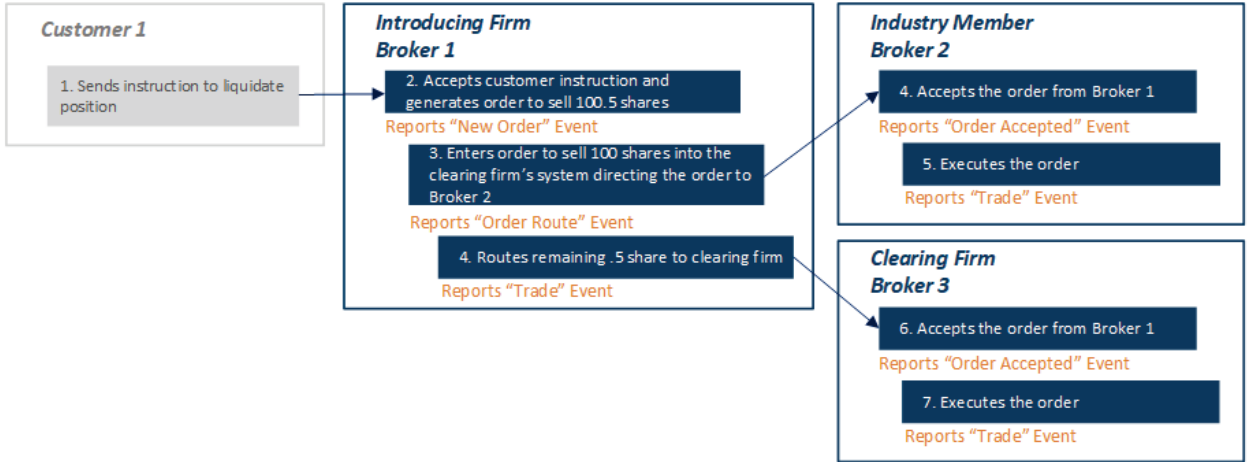 Customer 1
1. Sends instruction to liquidate
position
Introducing Firm
Broker 1
2. Accepts customer instruction and
generates order to sell 100.5 shares
Reports “New Order” Event
3. Enters order to sell 100 shares into the
clearing firm’s system directing the order to
Broker 2
Reports “Order Route” Event
4. Routes remaining .5 share to clearing firm
Reports “Trade” Event
Industry Member
Broker 2
4. Accepts the order from Broker 1
Reports “Order Accepted” Event
5. Executes the order
Reports “Trade” Event
Clearing Firm
Broker 3
6. Accepts the order from Broker 1
Reports “Order Accepted” Event
7. Executes the order
Reports “Trade” Event